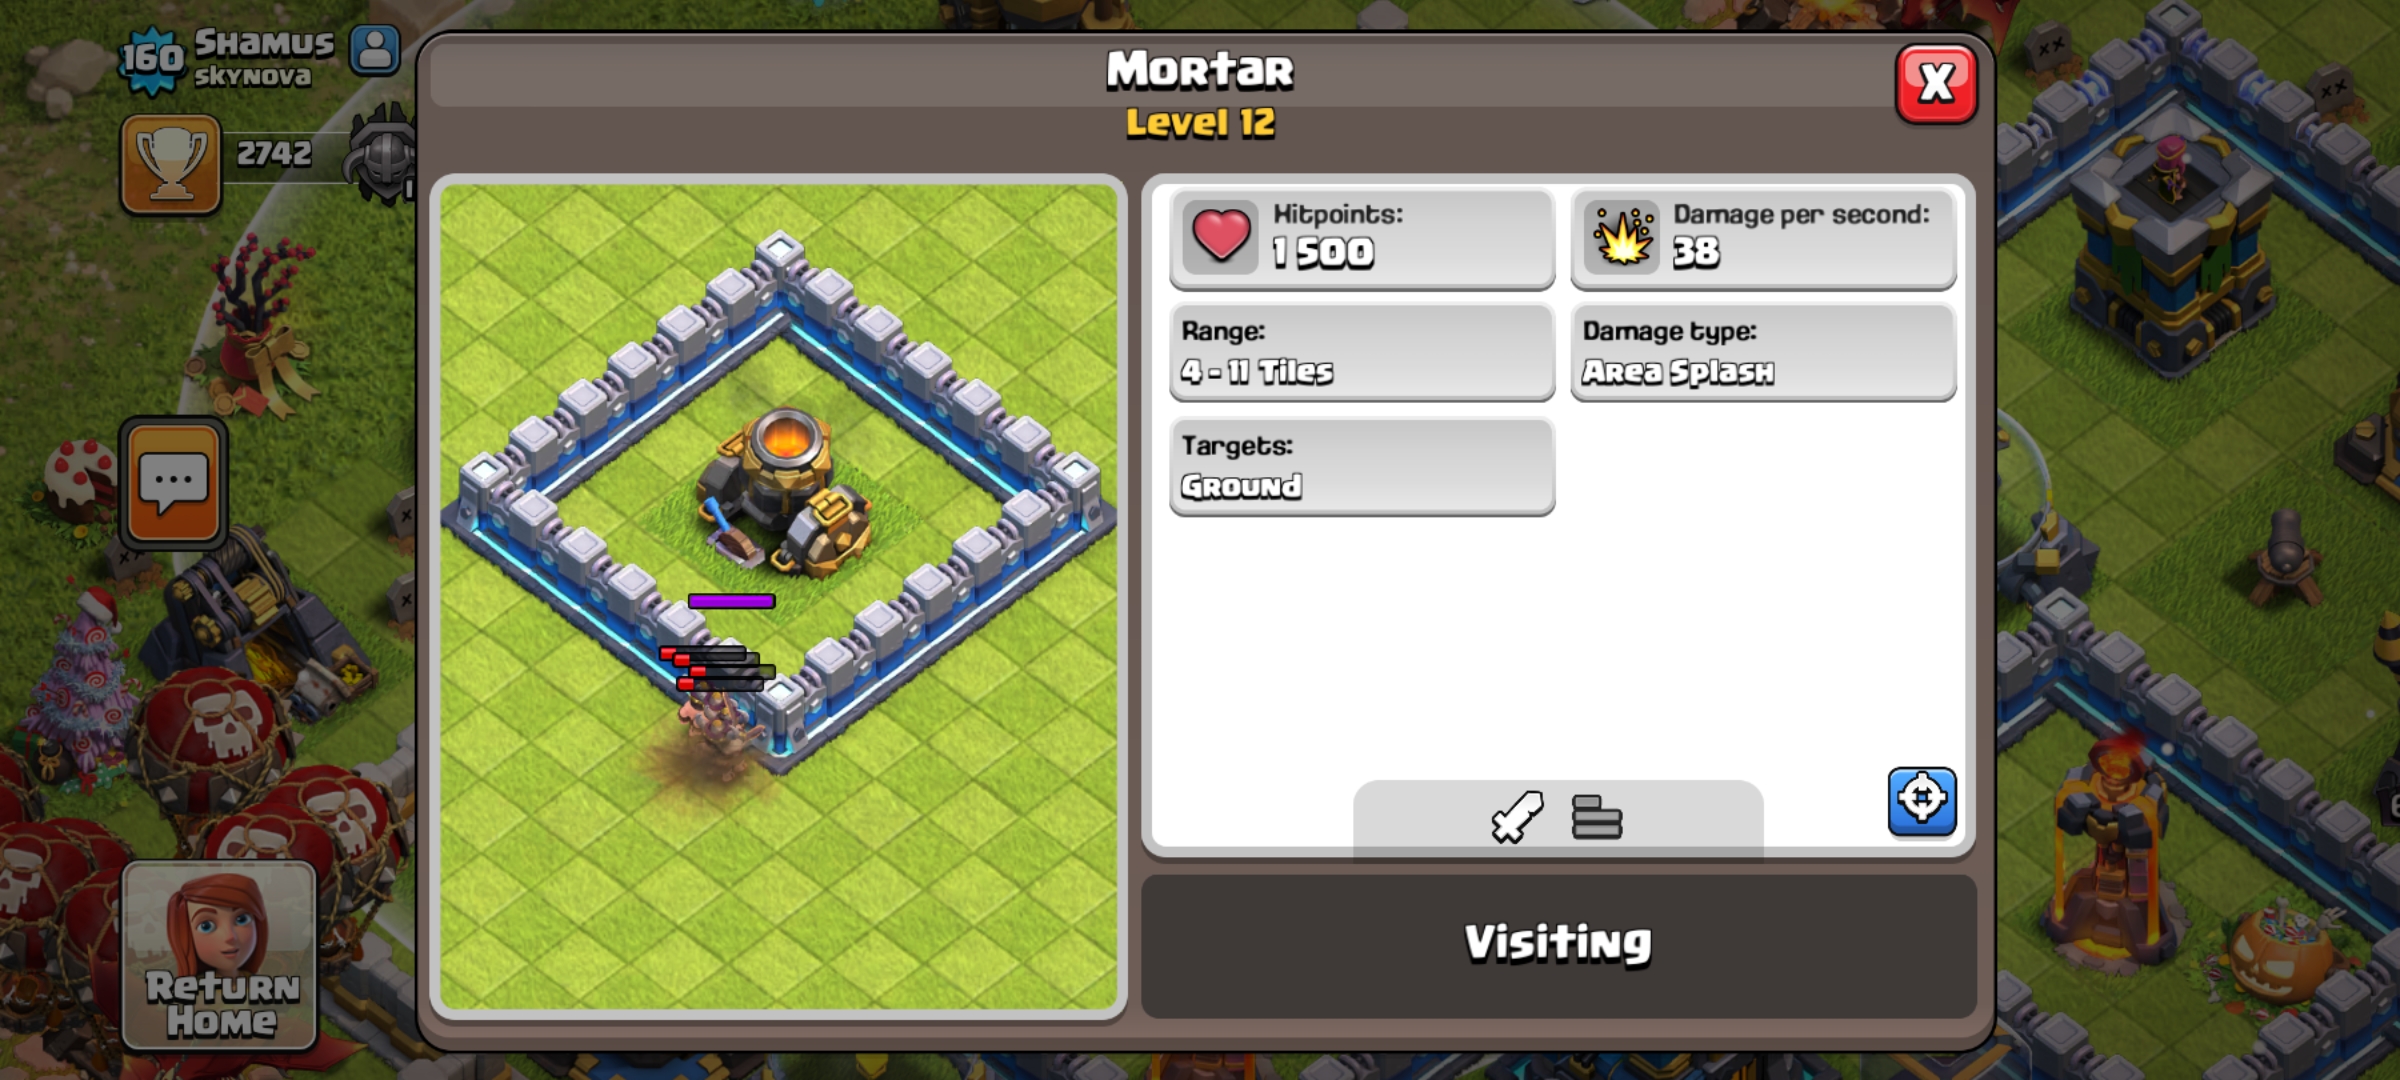 160
Shamus
skynova
2742
Mortar
Level 12
X
Hitpoints:
1 500
Damage per second:
38
Range:
4 - 11 Tiles
Damage type:
Area Splash
Targets:
Ground
Visiting
Return
Home